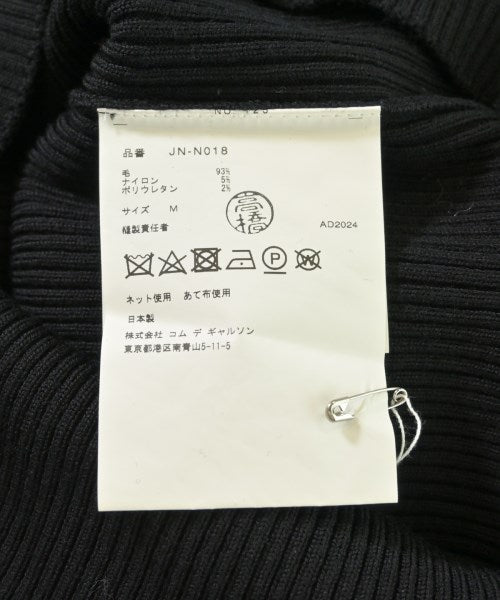 品番 JN-N018
毛 93%
ナイロン 5%
ポリウレタン 2%
サイズ M
縫製責任者
高橋
AD2024
P
W
ネット使用 あて布使用
日本製
株式会社 コム デ ギャルソン
東京都港区南青山5-11-5